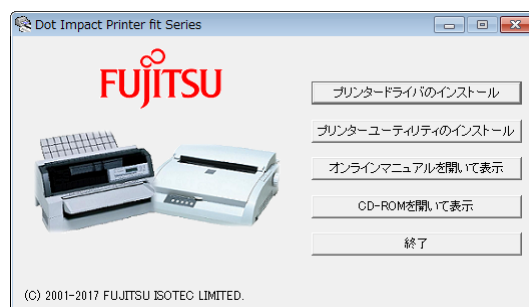 Dot Impact Printer fit Series
FUJITSU
プリンタードライバのインストール
プリンターユーティリティのインストール
オンラインマニュアルを開いて表示
CD-ROMを開いて表示
終了
(C) 2001-2017 FUJITSU ISOTEC LIMITED.